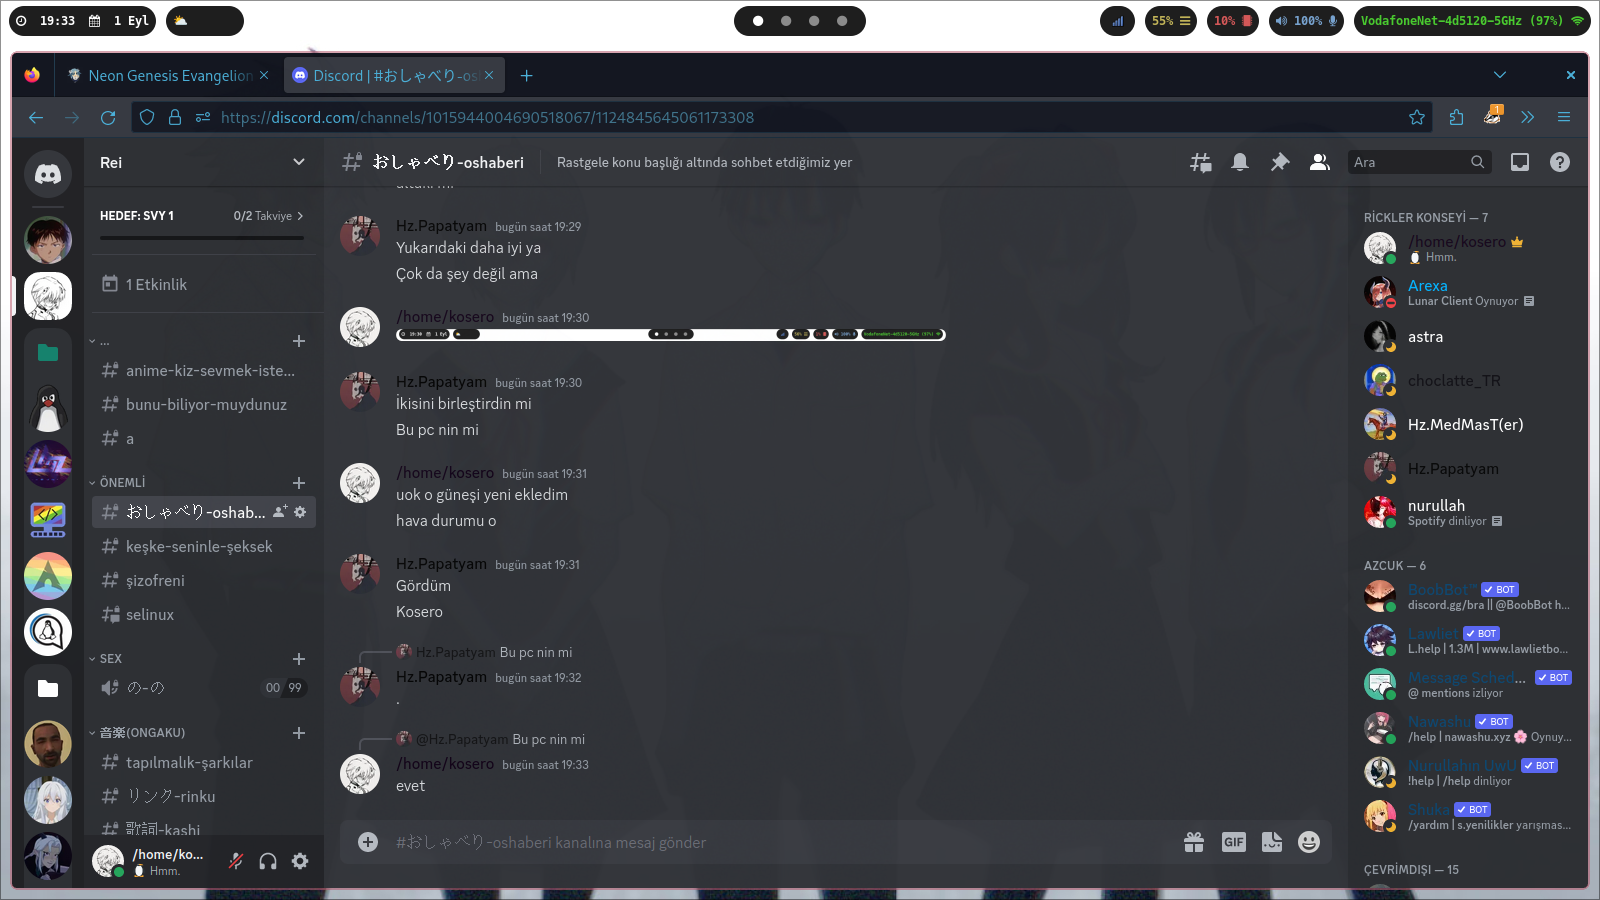 19:33 1 Eyl
55% 10% 100% VodafoneNet-4d5120-5GHz (97%)
Neon Genesis Evangelion
Discord | #おしゃべり-os
https://discord.com/channels/1015944004690518067/1124845645061173308
1
Rei
おしゃべり-oshaberi
Rastgele konu başlığı altında sohbet etdiğimiz yer
Ara
HEDEF: SVY 1
0/2 Takviye
1 Etkinlik
...
anime-kiz-sevmek-iste...
bunu-biliyor-muydunuz
a
ÖNEMLİ
おしゃべり-oshab...
keşke-seninle-şeksek
şizofreni
selinux
SEX
の-の
00 99
音楽(ONGAKU)
tapılmalık-şarkılar
リンク-rinku
歌詞-kashi
/home/ko...
Hmm.
Hz.Papatyam bugün saat 19:29
Yukarıdaki daha iyi ya
Çok da şey değil ama
/home/kosero bugün saat 19:30
19:30 1 Eyl
VodafoneNet-4d5120-5GHz (97%)
Hz.Papatyam bugün saat 19:30
İkisini birleştirdin mi
Bu pc nin mi
/home/kosero bugün saat 19:31
uok o güneşi yeni ekledim
hava durumu o
Hz.Papatyam bugün saat 19:31
Gördüm
Kosero
Hz.Papatyam Bu pc nin mi
Hz.Papatyam bugün saat 19:32
.
@Hz.Papatyam Bu pc nin mi
/home/kosero bugün saat 19:33
evet
#おしゃべり-oshaberi kanalına mesaj gönder
GIF
RİCKLER KONSEYİ — 7
/home/kosero
Hmm.
Arexa
Lunar Client Oynuyor
astra
choclatte_TR
Hz.MedMasT(er)
Hz.Papatyam
nurullah
Spotify dinliyor
AZCUK — 6
BoobBot™ BOT
discord.gg/bra || @BoobBot h...
Lawliet BOT
L.help | 1.3M | www.lawlietbo...
Message Sched... BOT
@ mentions izliyor
Nawashu BOT
/help | nawashu.xyz 🌸 Oynuy...
Nurullahın UwU BOT
!help | /help dinliyor
Shuka BOT
/yardım | s.yenilikler yarışmas...
ÇEVRİMDIŞI — 15